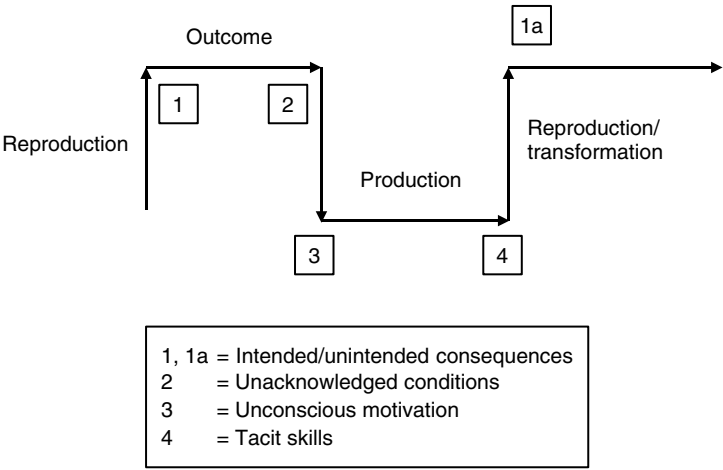 1a
Outcome
1
2
Reproduction
Reproduction/
transformation
Production
3
4
1, 1a = Intended/unintended consequences
2 = Unacknowledged conditions
3 = Unconscious motivation
4 = Tacit skills